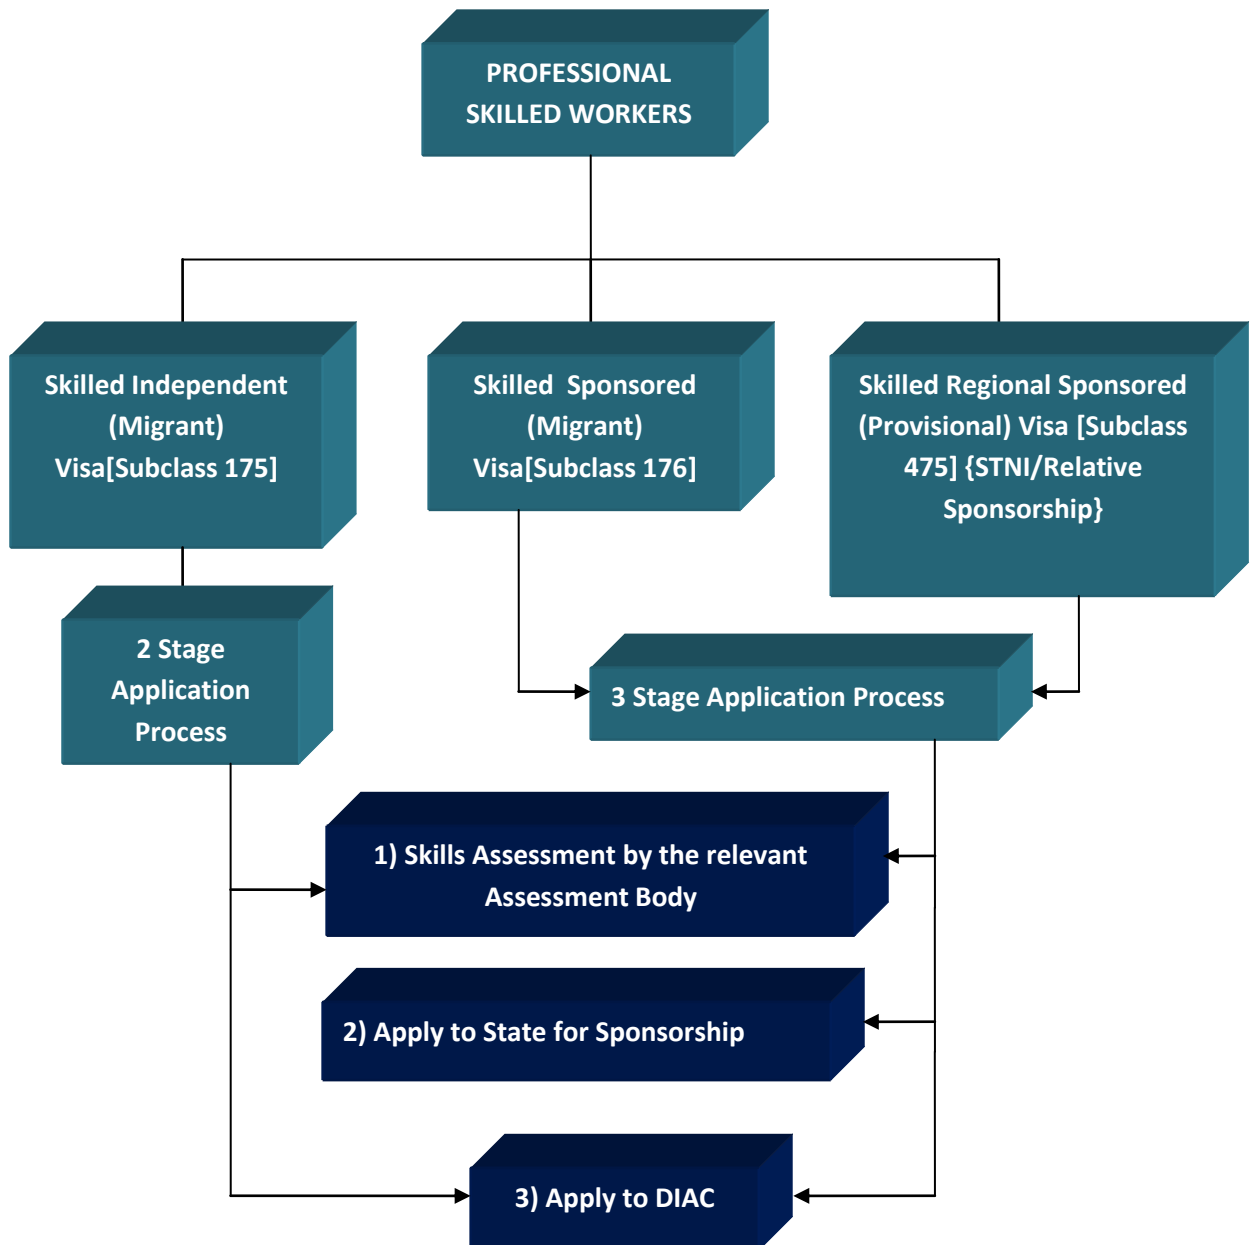 PROFESSIONAL
SKILLED WORKERS
Skilled Independent
(Migrant)
Visa[Subclass 175]
Skilled  Sponsored
(Migrant)
Visa[Subclass 176]
Skilled Regional Sponsored
(Provisional) Visa [Subclass
475] {STNI/Relative
Sponsorship}
2 Stage
Application
Process
3 Stage Application Process
1) Skills Assessment by the relevant
Assessment Body
2) Apply to State for Sponsorship
3) Apply to DIAC